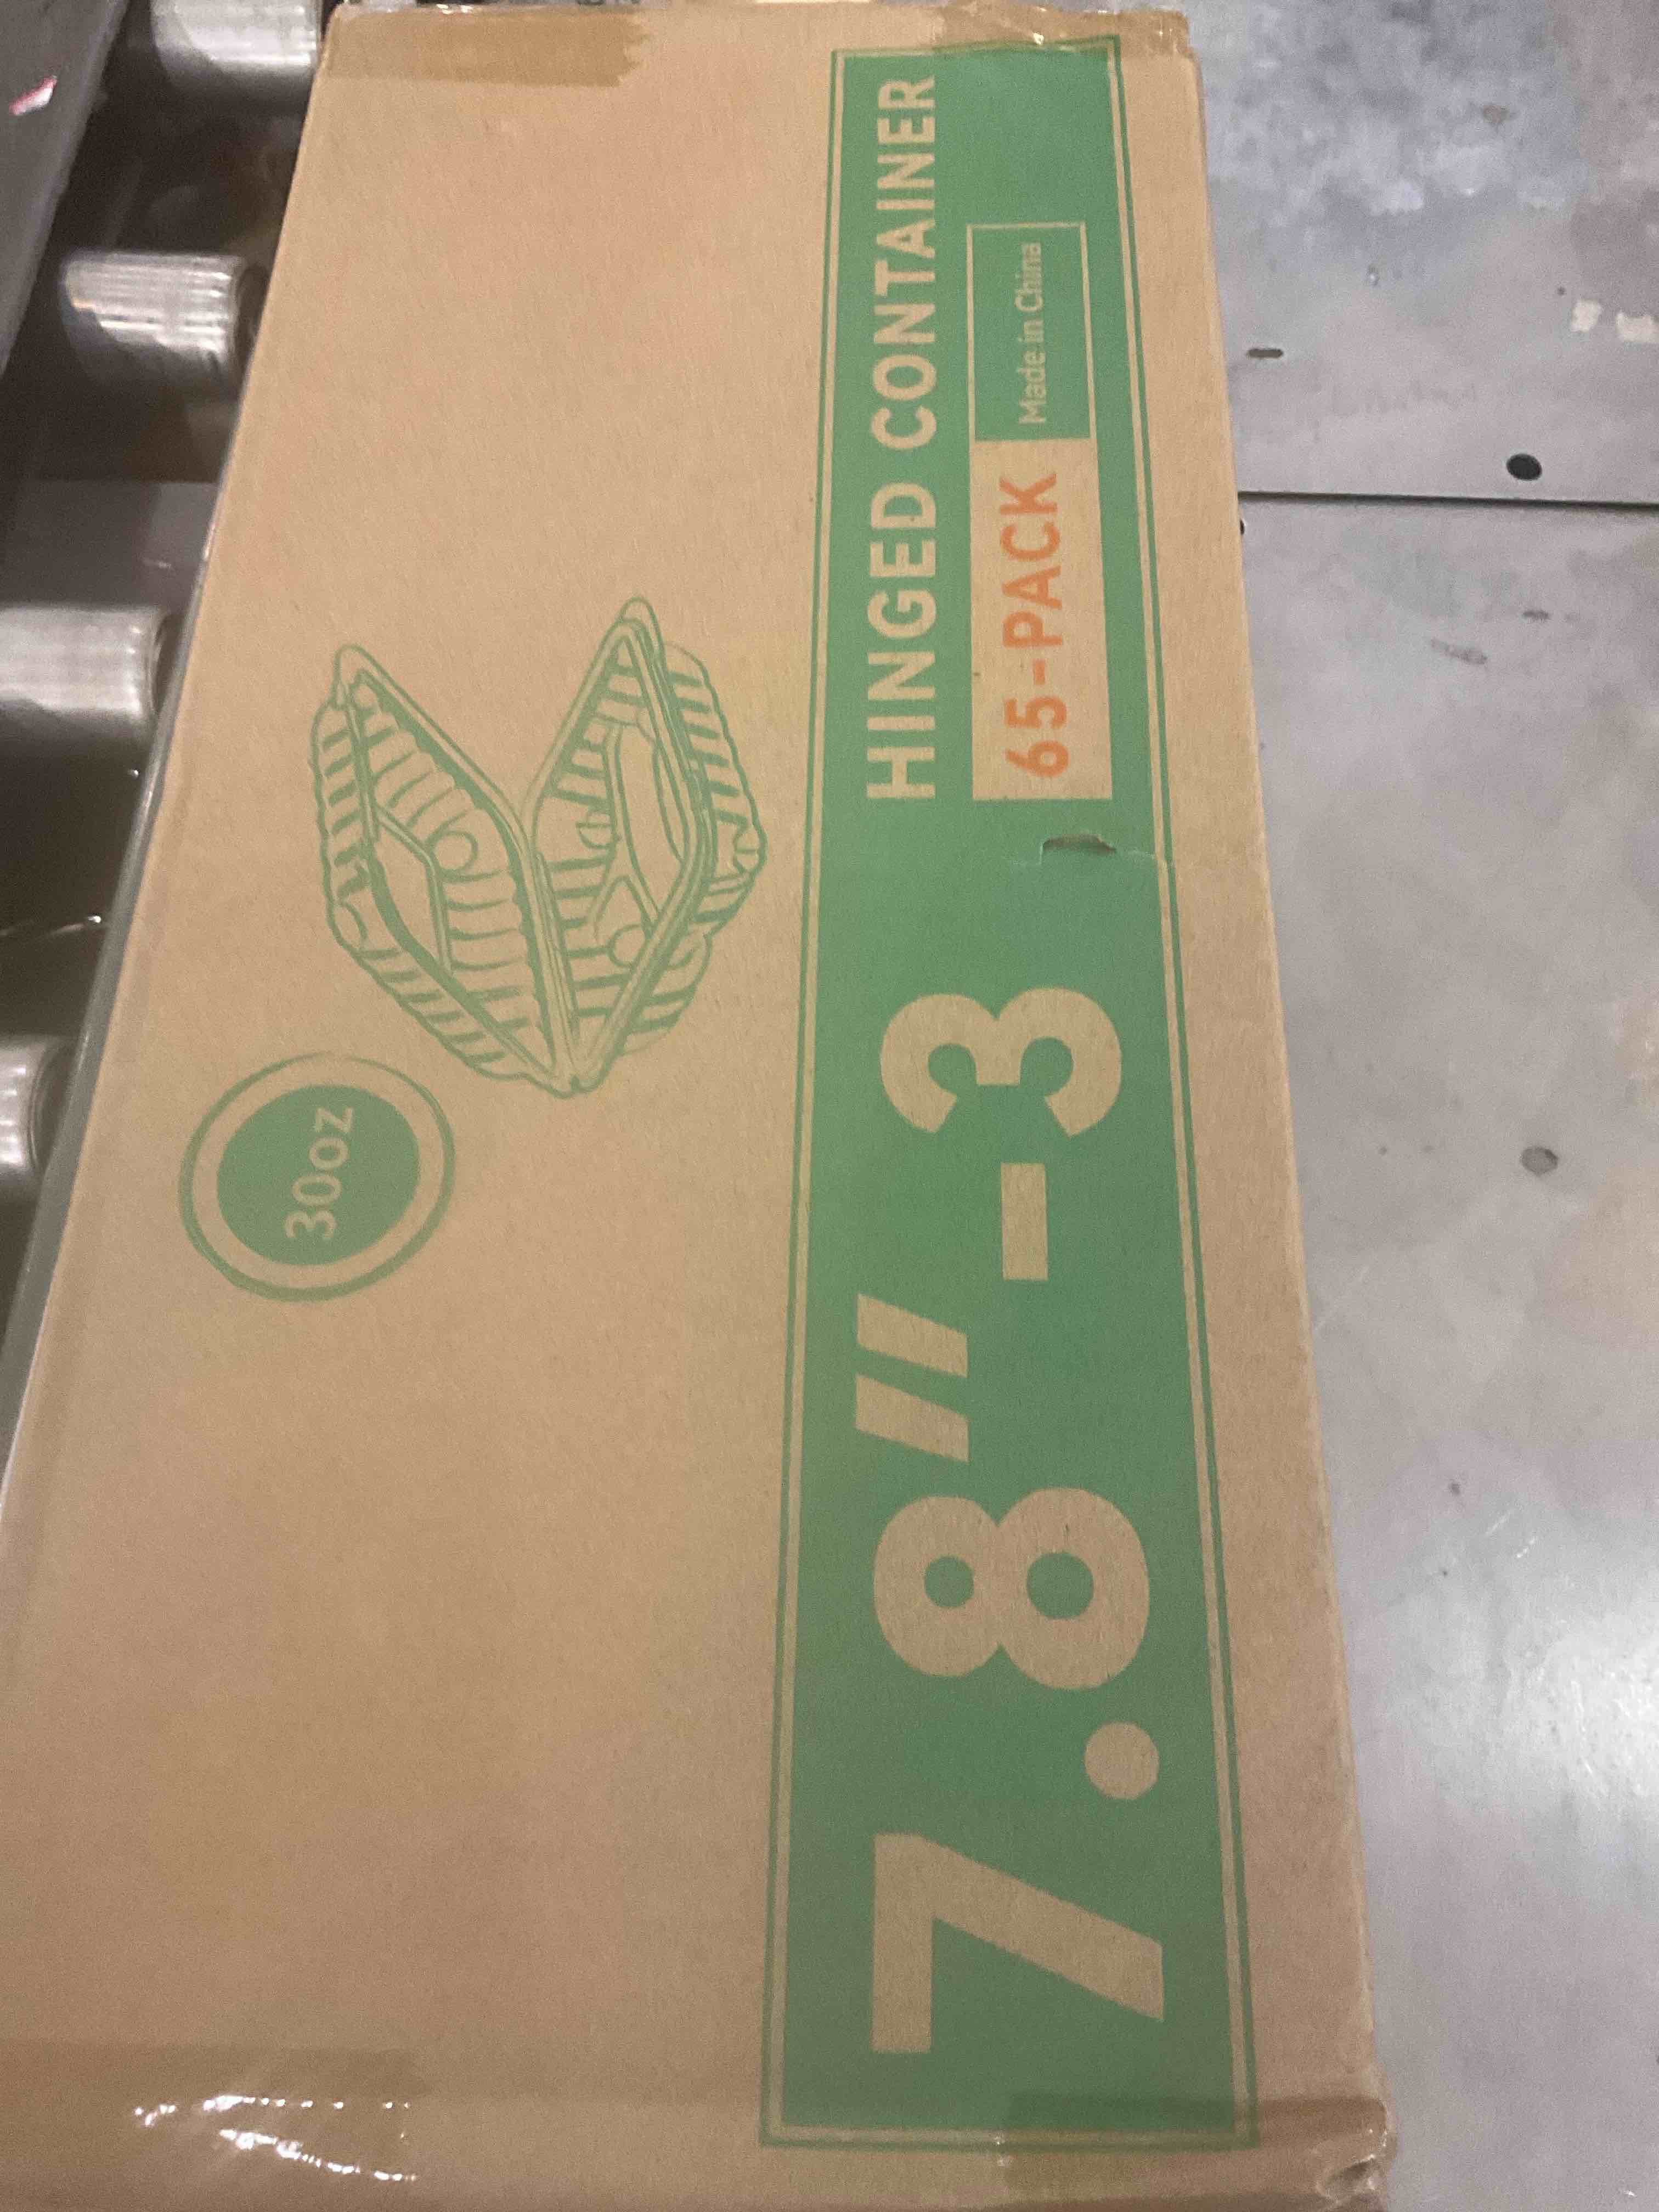 30oz
7.8"-3
HINGED CONTAINER
65-PACK
Made in China